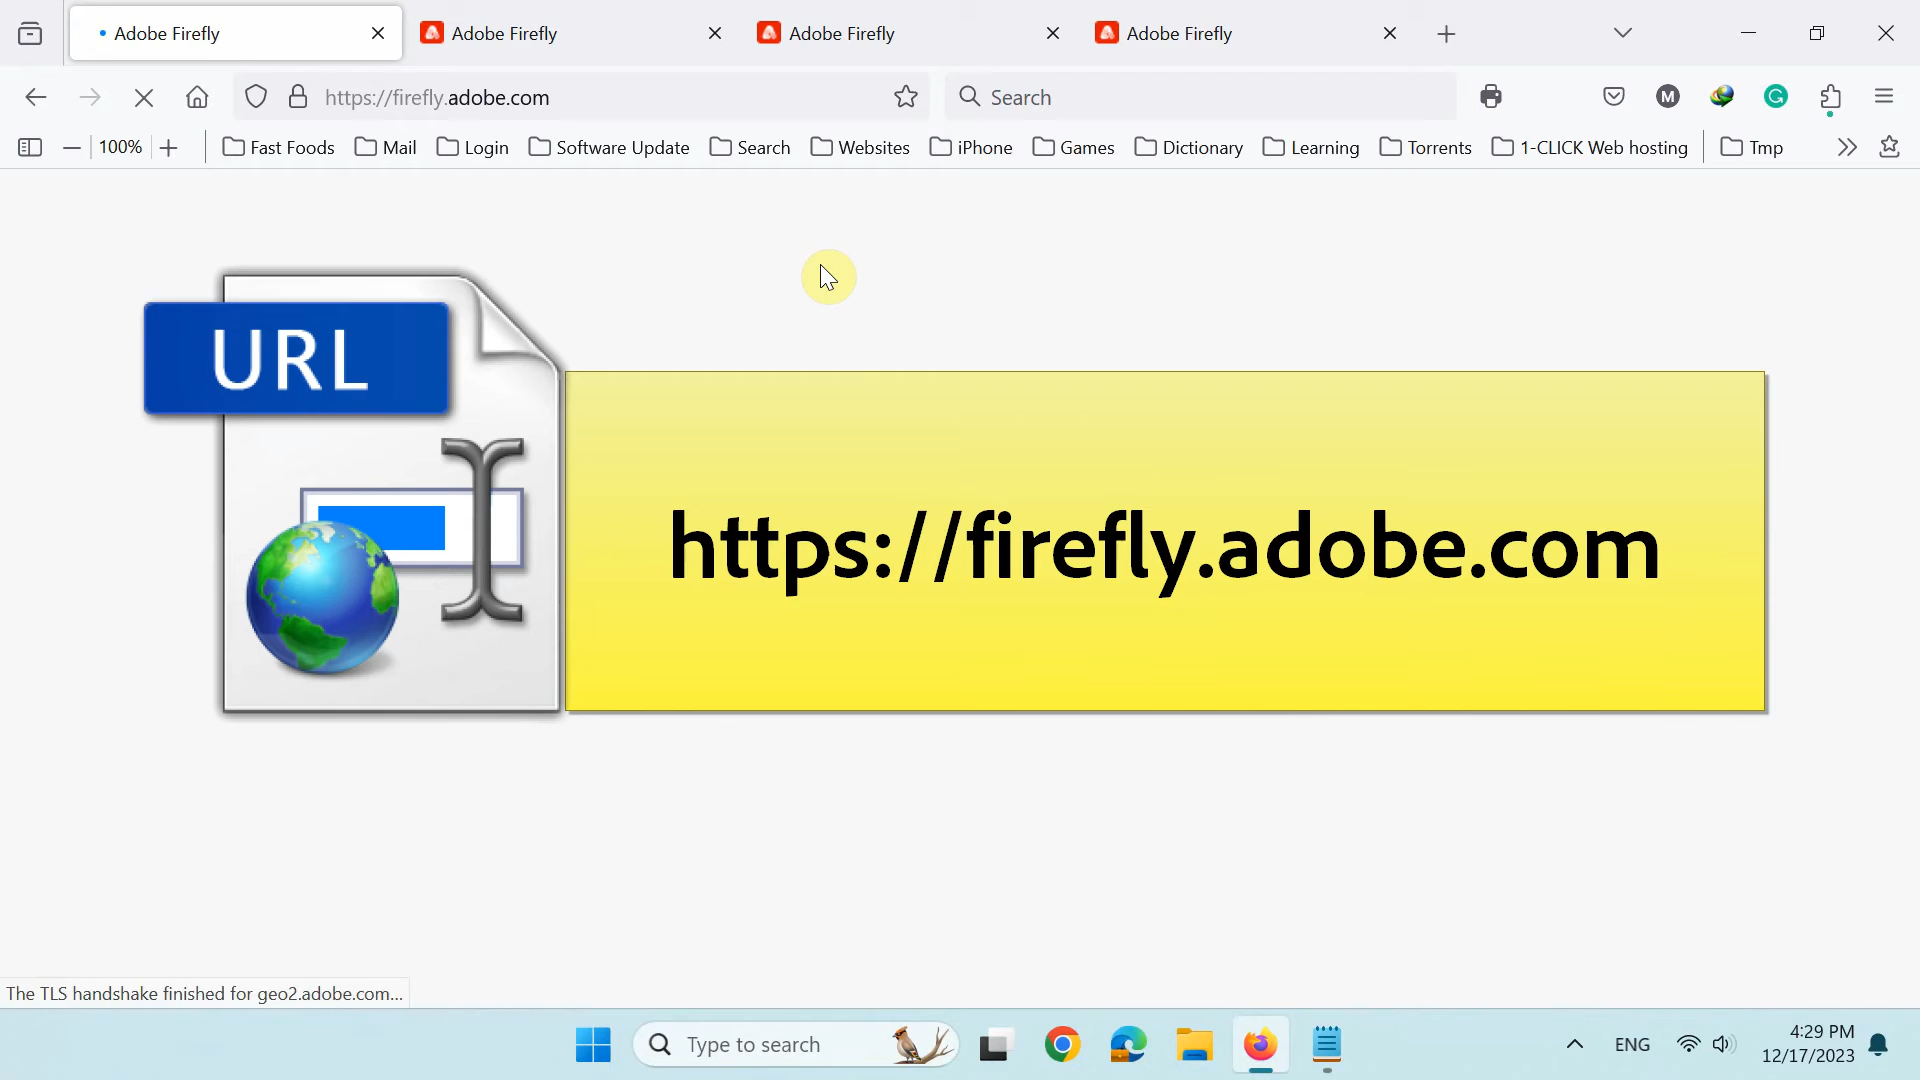 Adobe Firefly
Adobe Firefly
Adobe Firefly
Adobe Firefly
https://firefly.adobe.com
Search
M
G
100%
Fast Foods
Mail
Login
Software Update
Search
Websites
iPhone
Games
Dictionary
Learning
Torrents
1-CLICK Web hosting
Tmp
URL
https://firefly.adobe.com
The TLS handshake finished for geo2.adobe.com...
Type to search
ENG
4:29 PM
12/17/2023